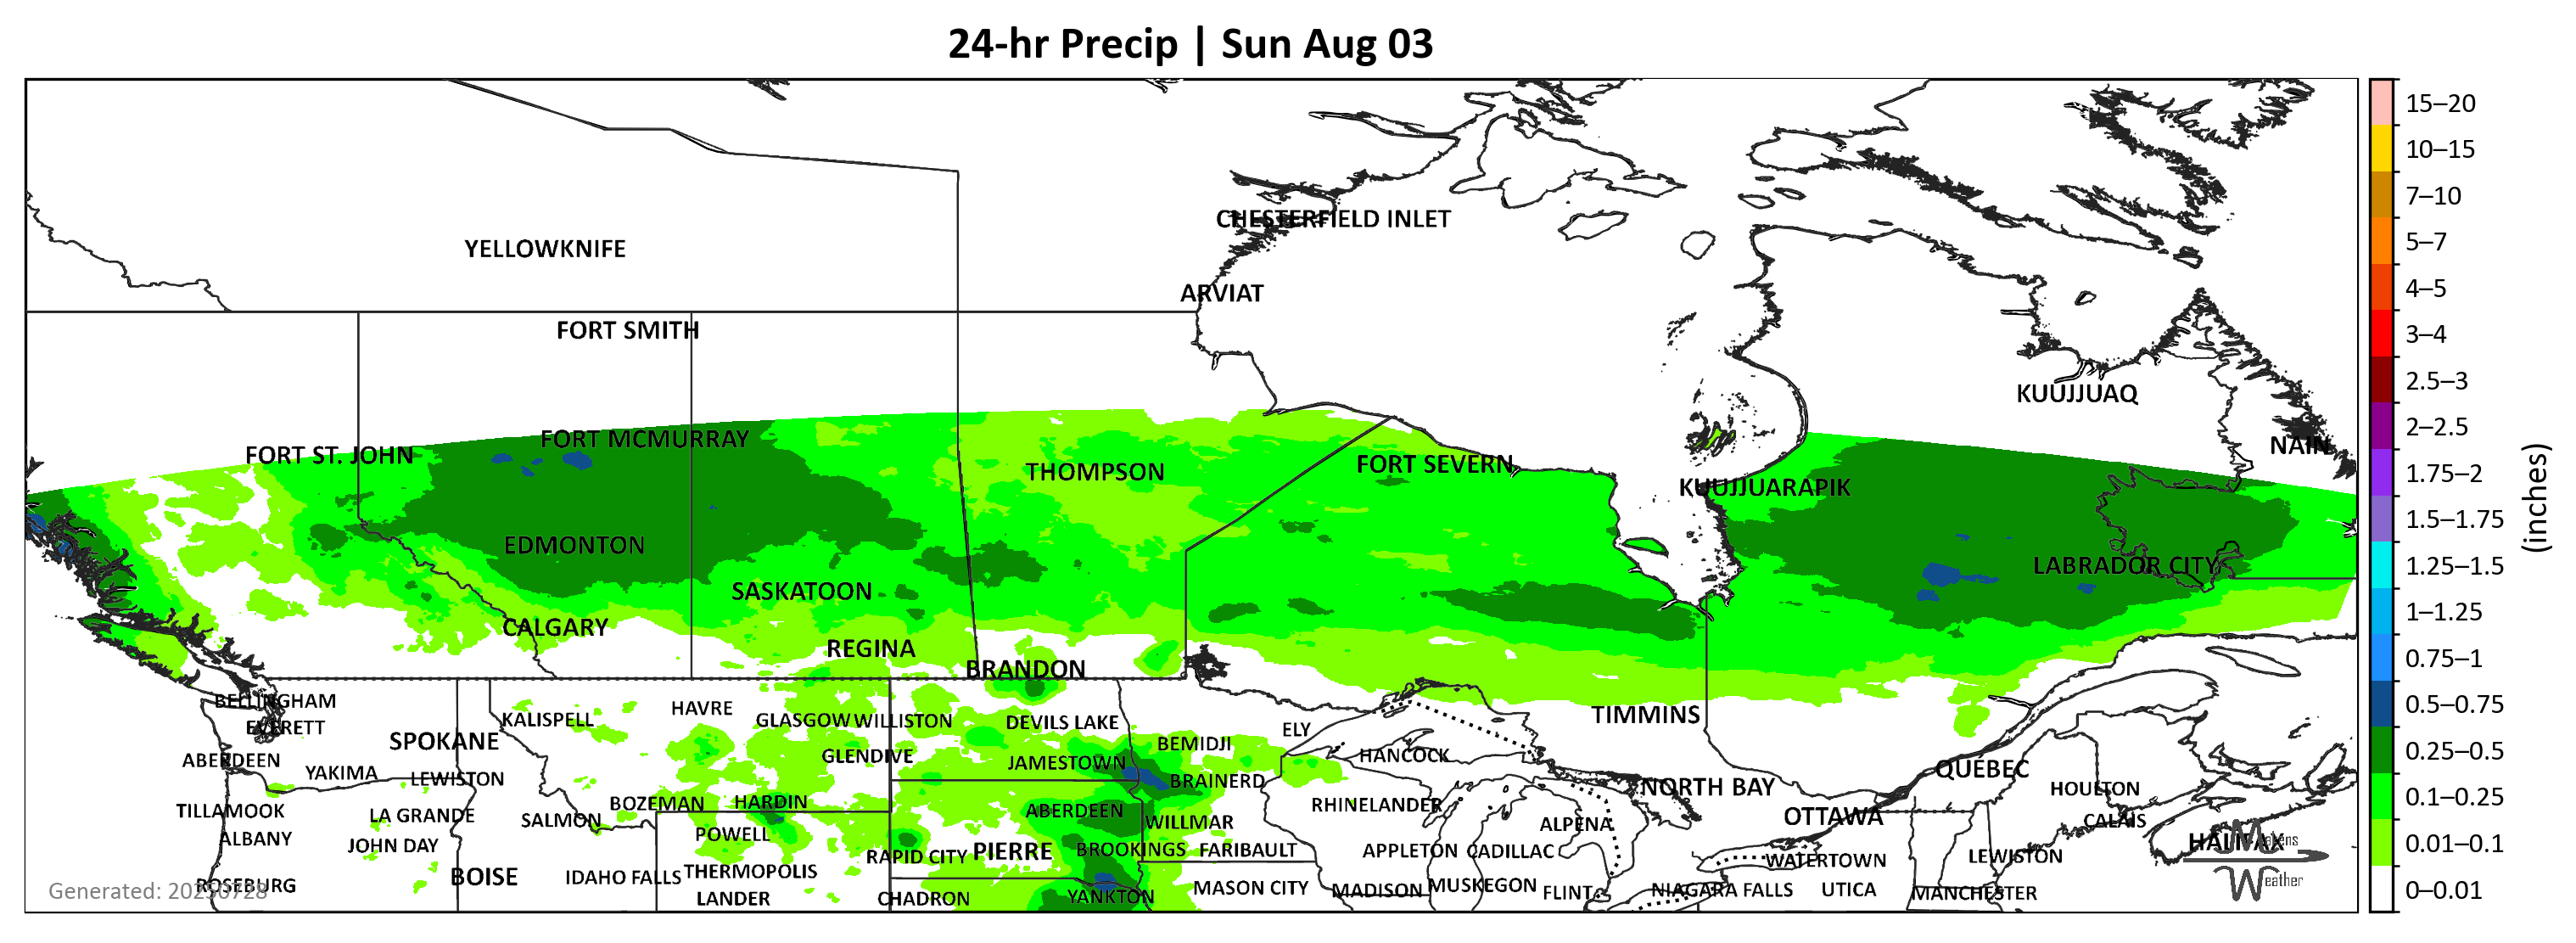 24-hr Precip | Sun Aug 03
CHESTERFIELD INLET
YELLOWKNIFE
ARVIAT
FORT SMITH
KUUJJUAQ
FORT MCMURRAY
NAIN
FORT ST. JOHN
THOMPSON
FORT SEVERN
KUUJJUARAPIK
EDMONTON
LABRADOR CITY
SASKATOON
CALGARY
REGINA
BRANDON
BELLINGHAM
KALISPELL
HAVRE
GLASGOW
WILLISTON
DEVILS LAKE
TIMMINS
EVERETT
ELY
SPOKANE
BEMIDJI
ABERDEEN
GLENDIVE
JAMESTOWN
HANCOCK
QUÉBEC
YAKIMA
LEWISTON
BRAINERD
NORTH BAY
HOULTON
TILLAMOOK
LA GRANDE
BOZEMAN
HARDIN
ABERDEEN
RHINELANDER
OTTAWA
CALAIS
SALMON
WILLMAR
ALPENA
ALBANY
JOHN DAY
POWELL
HALIFAX
RAPID CITY
PIERRE
BROOKINGS
FARIBAULT
APPLETON
CADILLAC
WATERTOWN
LEWISTON
BOISE
IDAHO FALLS
THERMOPOLIS
ROSEBURG
LANDER
CHADRON
YANKTON
MASON CITY
MADISON
MUSKEGON
FLINT
NIAGARA FALLS
UTICA
MANCHESTER
Generated: 20250728
Weather
15–20
10–15
7–10
5–7
4–5
3–4
2.5–3
2–2.5
1.75–2
1.5–1.75
1.25–1.5
1–1.25
0.75–1
0.5–0.75
0.25–0.5
0.1–0.25
0.01–0.1
0–0.01
(inches)